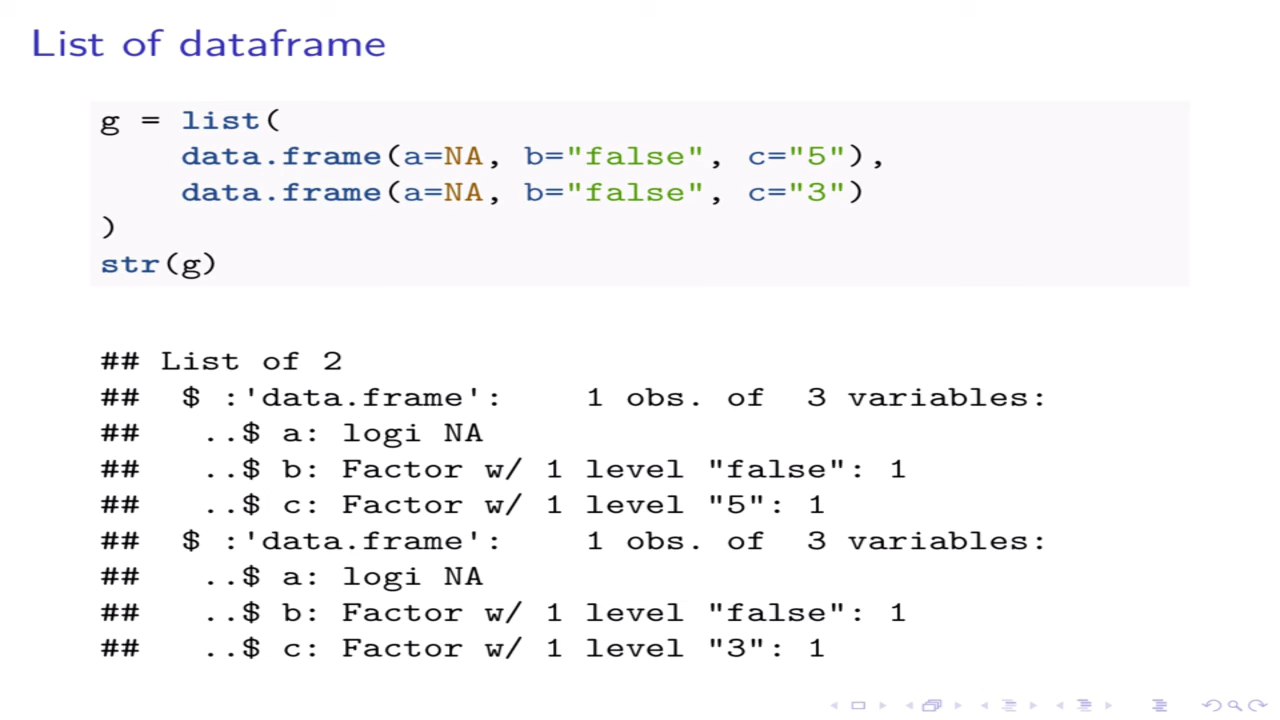 List of dataframe
g = list(
    data.frame(a=NA, b="false", c="5"),
    data.frame(a=NA, b="false", c="3")
)
str(g)
## List of 2
##  $ :'data.frame':    1 obs. of  3 variables:
##   ..$ a: logi NA
##   ..$ b: Factor w/ 1 level "false": 1
##   ..$ c: Factor w/ 1 level "5": 1
##  $ :'data.frame':    1 obs. of  3 variables:
##   ..$ a: logi NA
##   ..$ b: Factor w/ 1 level "false": 1
##   ..$ c: Factor w/ 1 level "3": 1